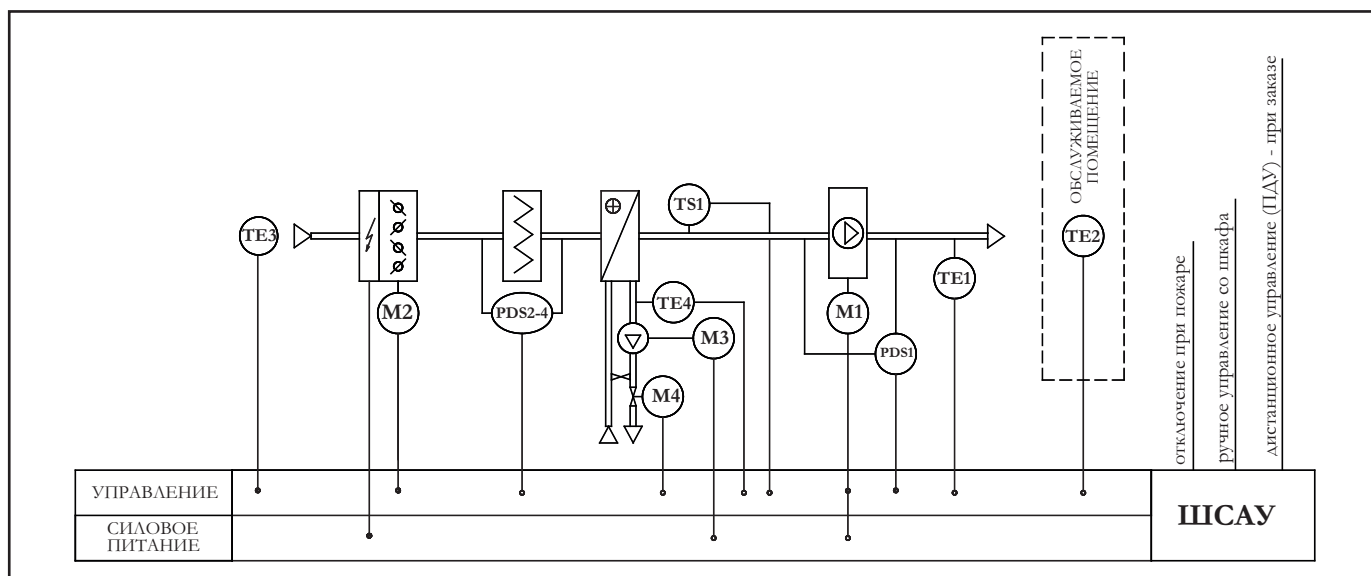 ОБСЛУЖИВАЕМОЕ
ПОМЕЩЕНИЕ
отключение при пожаре
ручное управление со шкафа
дистанционное управление (ПДУ) - при заказе
TE3
TS1
TE2
M2
PDS2-4
TE4
M3
M1
TE1
PDS1
M4
УПРАВЛЕНИЕ
СИЛОВОЕ
ПИТАНИЕ
ШСАУ